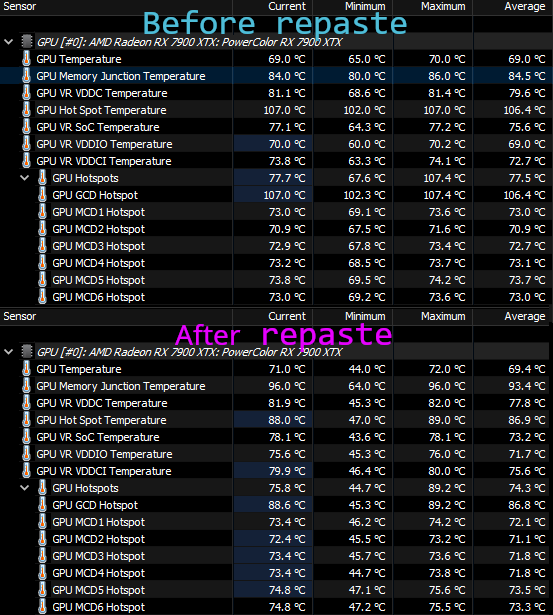 Before repaste
Sensor Current Minimum Maximum Average
GPU [#0]: AMD Radeon RX 7900 XTX: PowerColor RX 7900 XTX
GPU Temperature 69.0 °C 65.0 °C 70.0 °C 69.0 °C
GPU Memory Junction Temperature 84.0 °C 80.0 °C 86.0 °C 84.5 °C
GPU VR VDDC Temperature 81.1 °C 68.6 °C 81.4 °C 79.6 °C
GPU Hot Spot Temperature 107.0 °C 102.0 °C 107.0 °C 106.4 °C
GPU VR SoC Temperature 77.1 °C 64.3 °C 77.2 °C 75.6 °C
GPU VR VDDIO Temperature 70.0 °C 60.0 °C 70.2 °C 69.0 °C
GPU VR VDDCI Temperature 73.8 °C 63.3 °C 74.1 °C 72.7 °C
GPU Hotspots 77.7 °C 67.6 °C 107.4 °C 77.5 °C
GPU GCD Hotspot 107.0 °C 102.3 °C 107.4 °C 106.4 °C
GPU MCD1 Hotspot 73.0 °C 69.1 °C 73.6 °C 73.0 °C
GPU MCD2 Hotspot 70.9 °C 67.5 °C 71.6 °C 70.9 °C
GPU MCD3 Hotspot 72.9 °C 67.8 °C 73.4 °C 72.7 °C
GPU MCD4 Hotspot 73.2 °C 68.5 °C 73.7 °C 73.1 °C
GPU MCD5 Hotspot 73.8 °C 69.5 °C 74.2 °C 73.7 °C
GPU MCD6 Hotspot 73.0 °C 69.2 °C 73.6 °C 73.0 °C
Sensor Current Minimum Maximum Average
After repaste
GPU [#0]: AMD Radeon RX 7900 XTX: PowerColor RX 7900 XTX
GPU Temperature 71.0 °C 44.0 °C 72.0 °C 69.4 °C
GPU Memory Junction Temperature 96.0 °C 64.0 °C 96.0 °C 93.4 °C
GPU VR VDDC Temperature 81.9 °C 45.3 °C 82.0 °C 77.8 °C
GPU Hot Spot Temperature 88.0 °C 47.0 °C 89.0 °C 86.9 °C
GPU VR SoC Temperature 78.1 °C 43.6 °C 78.1 °C 73.2 °C
GPU VR VDDIO Temperature 75.6 °C 45.3 °C 76.0 °C 71.7 °C
GPU VR VDDCI Temperature 79.9 °C 46.4 °C 80.0 °C 75.6 °C
GPU Hotspots 75.8 °C 44.7 °C 89.2 °C 74.3 °C
GPU GCD Hotspot 88.6 °C 45.3 °C 89.2 °C 86.8 °C
GPU MCD1 Hotspot 73.4 °C 46.2 °C 74.2 °C 72.1 °C
GPU MCD2 Hotspot 72.4 °C 45.5 °C 73.2 °C 71.1 °C
GPU MCD3 Hotspot 73.4 °C 45.7 °C 73.6 °C 71.8 °C
GPU MCD4 Hotspot 73.4 °C 44.7 °C 73.8 °C 71.8 °C
GPU MCD5 Hotspot 74.8 °C 47.1 °C 75.6 °C 73.5 °C
GPU MCD6 Hotspot 74.8 °C 47.2 °C 75.5 °C 73.3 °C